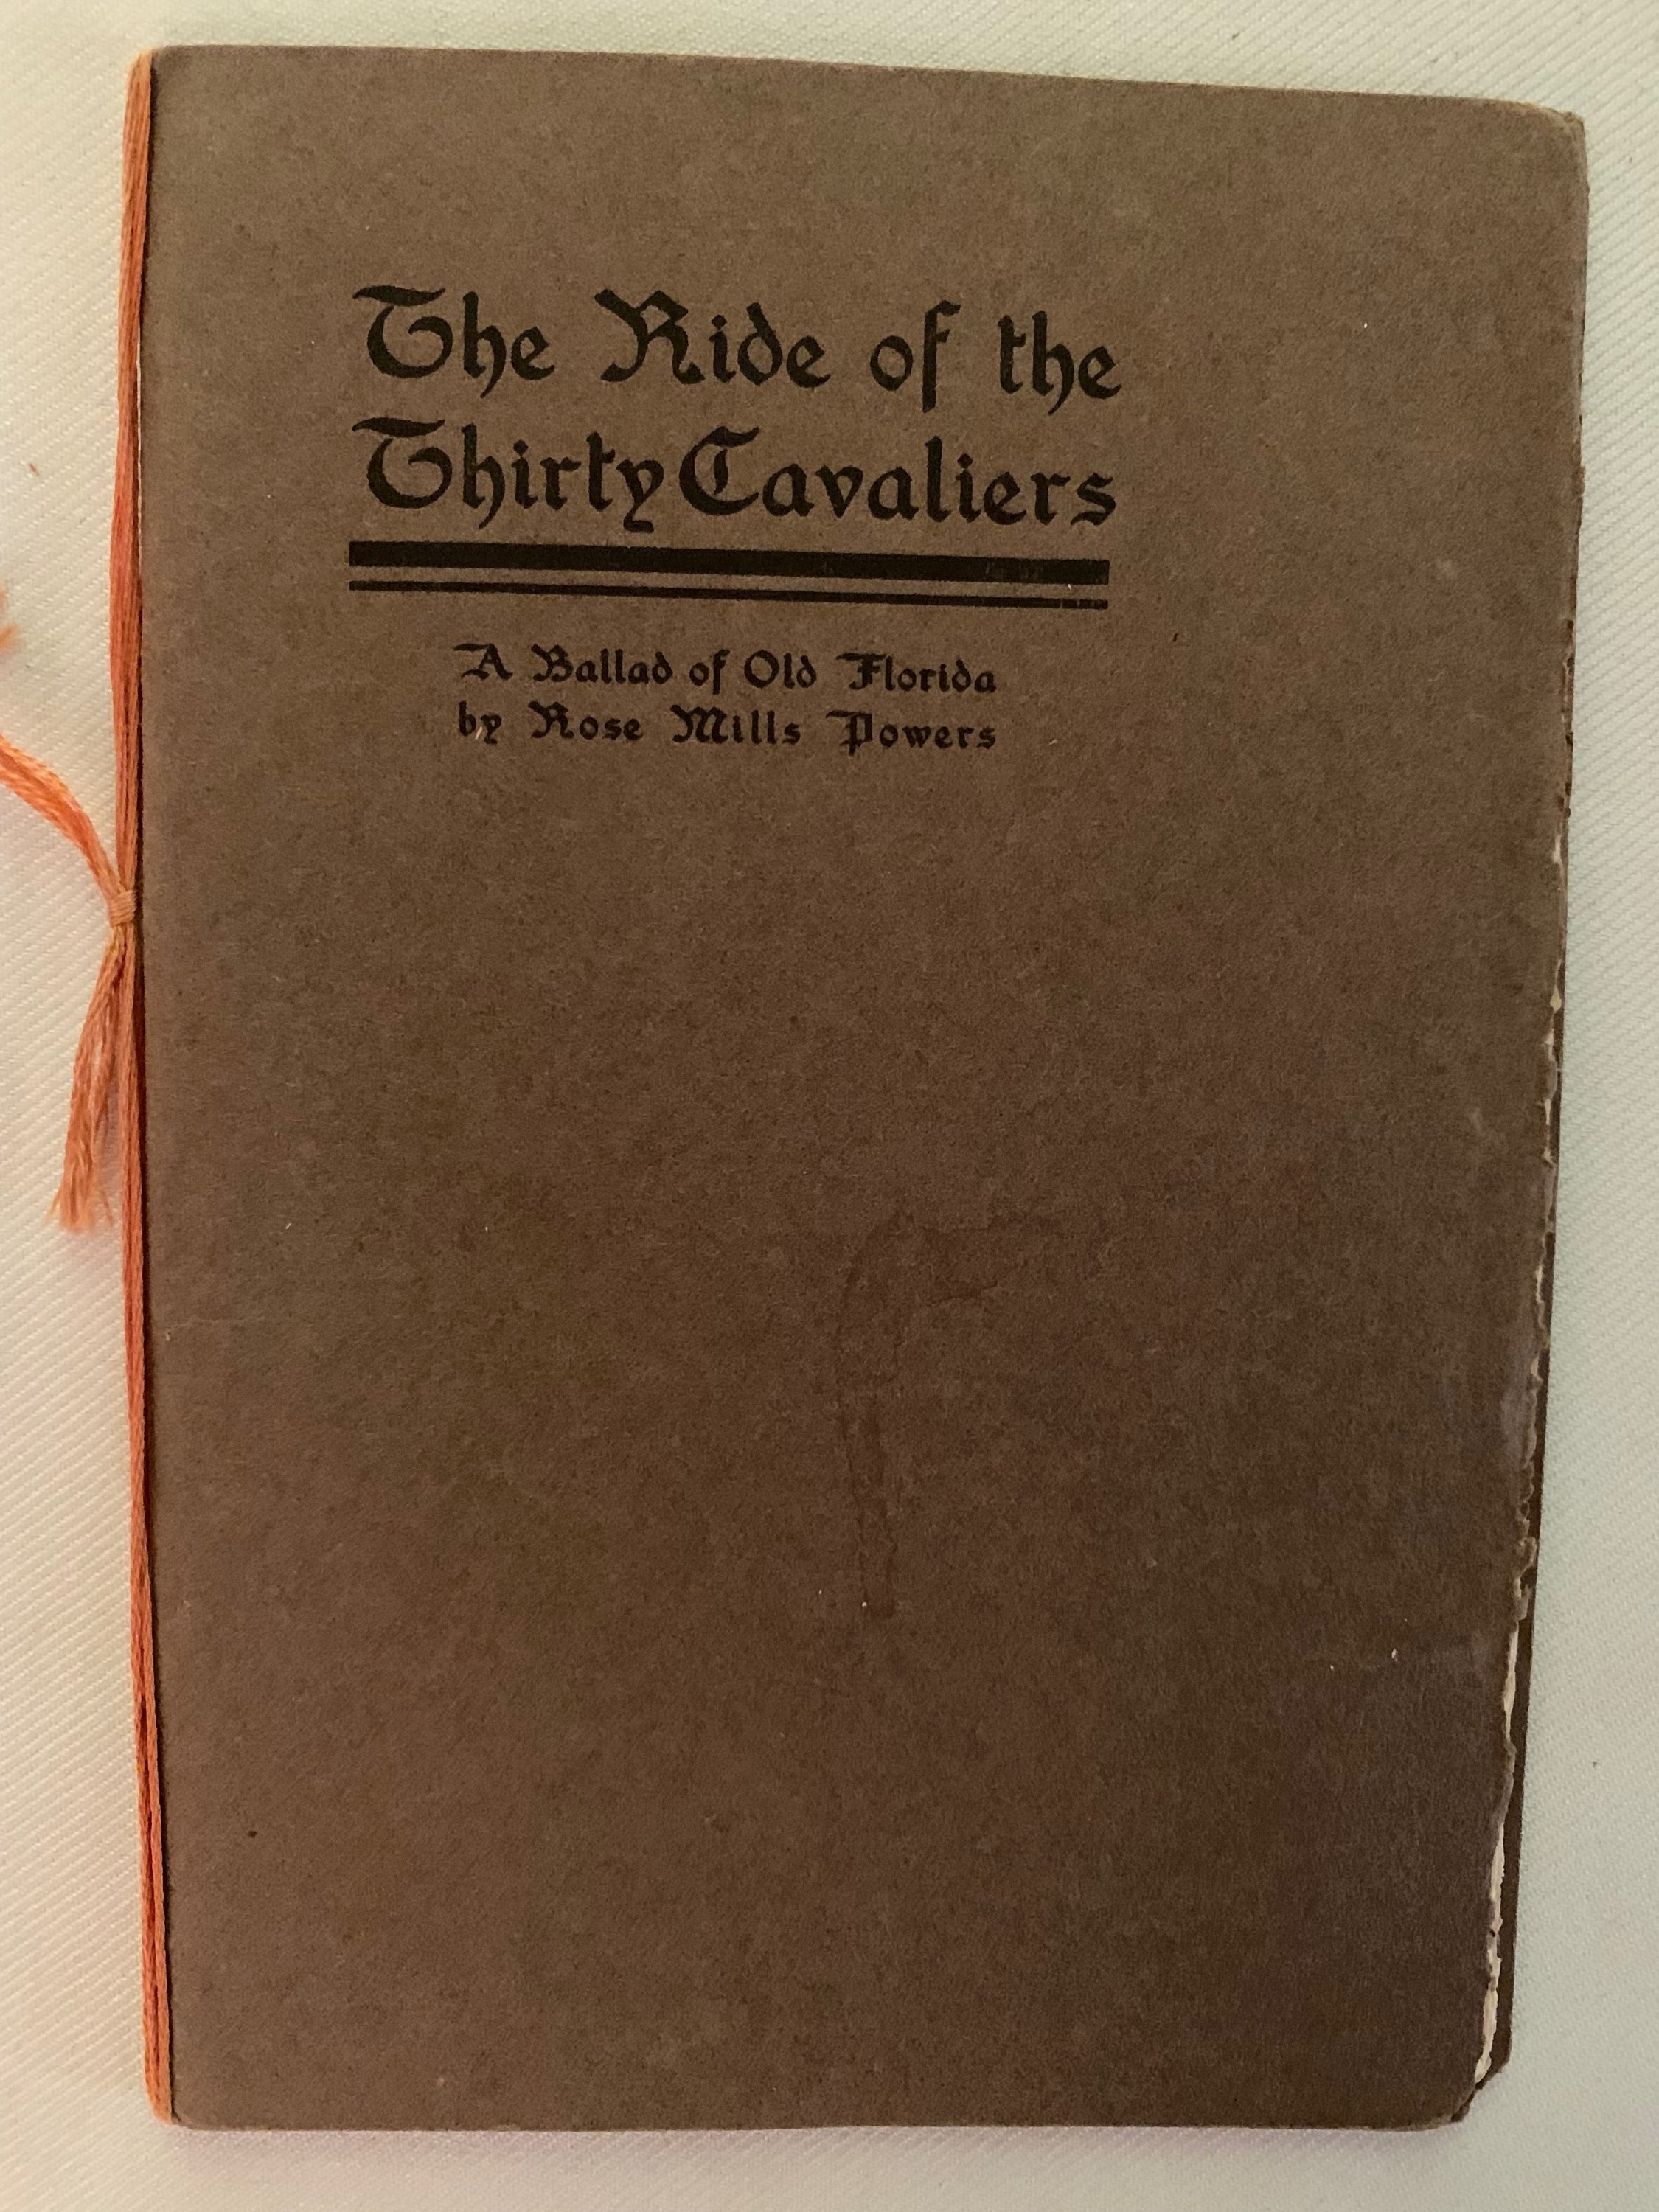 The Ride of the
Thirty Cavaliers
A Ballad of Old Florida
by Rose Mills Powers